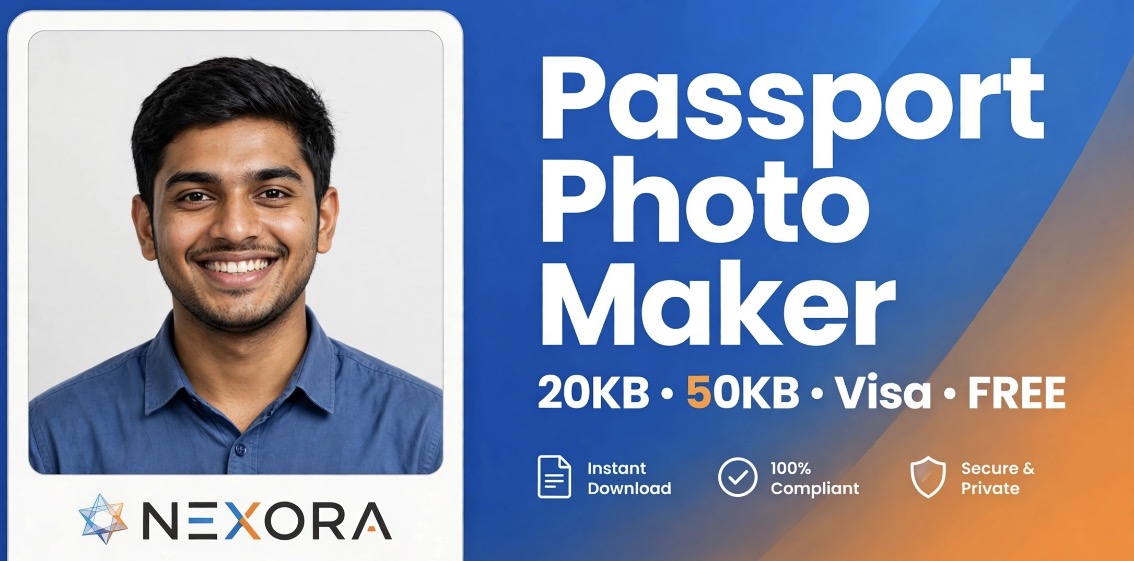 Passport
Photo
Maker
20KB • 50KB • Visa • FREE
Instant
Download
100%
Compliant
Secure &
Private
NEXORA